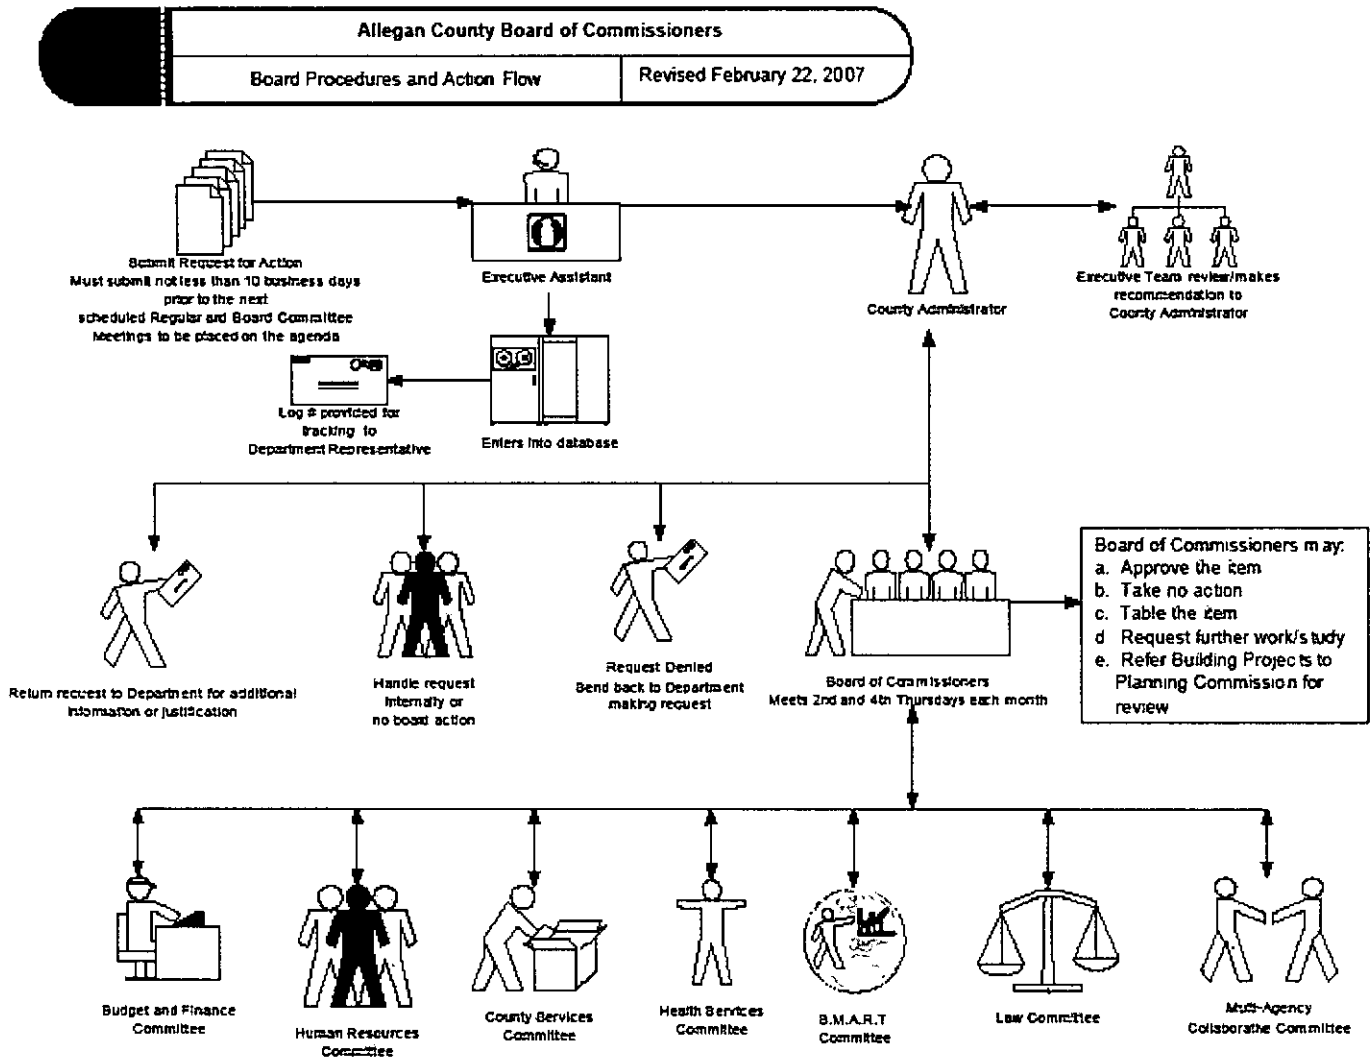 Allegan County Board of Commissioners
Board Procedures and Action Flow
Revised February 22, 2007
Submit Request for Action
Must submit not less than 10 business days
prior to the next
scheduled Regular and Board Committee
Meetings to be placed on the agenda
Executive Assistant
County Administrator
Executive Team review/makes
recommendation to
County Administrator
Log # provided for
tracking to
Department Representative
Enters into database
Return request to Department for additional
information or justification
Handle request
internally or
no board action
Request Denied
Send back to Department
making request
Board of Commissioners
Meets 2nd and 4th Thursdays each month
Board of Commissioners may:
a. Approve the item
b. Take no action
c. Table the item
d Request further work/study
e. Refer Building Projects to
Planning Commission for
review
Budget and Finance
Committee
Human Resources
Committee
County Services
Committee
Health Services
Committee
B.M.A.R.T
Committee
Law Committee
Multi-Agency
Collaborative Committee